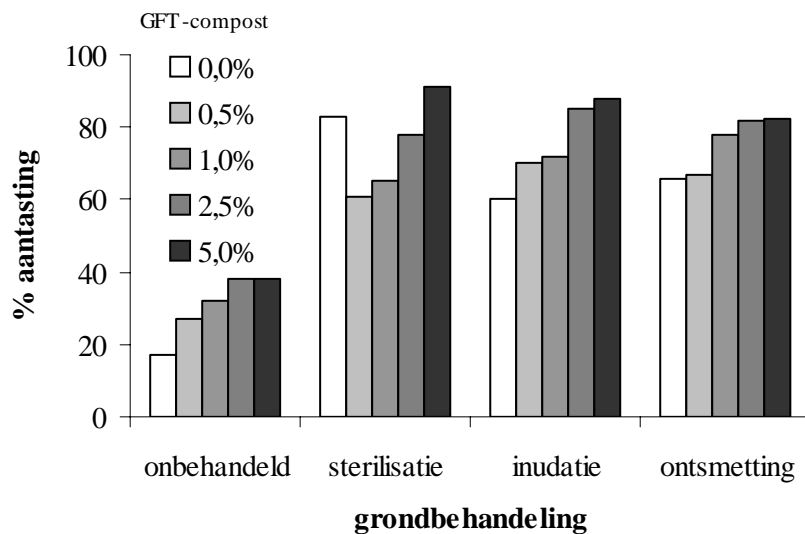 GFT-compost
100
80
60
40
20
0
0,0%
0,5%
1,0%
2,5%
5,0%
% aantasting
onbehandeld sterilisatie inudatie ontsmetting
grondbehandeling